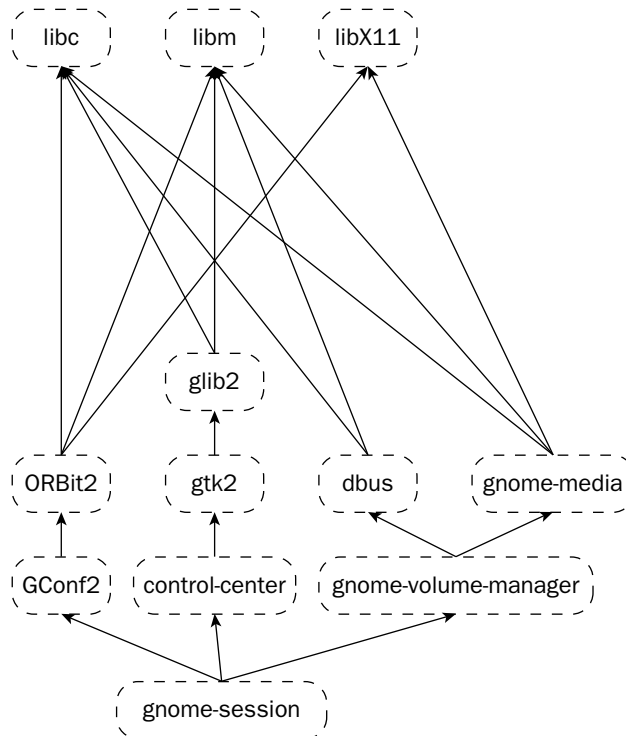 libc
libm
libX11
glib2
ORBit2
gtk2
dbus
gnome-media
GConf2
control-center
gnome-volume-manager
gnome-session